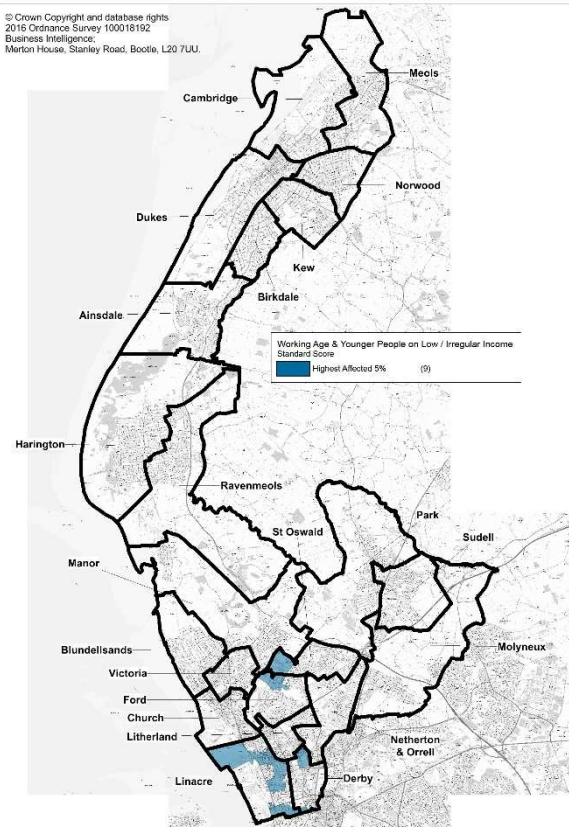 © Crown Copyright and database rights
2016 Ordnance Survey 100018192
Business Intelligence;
Merton House, Stanley Road, Bootle, L20 7UU.
Meols
Cambridge
Norwood
Dukes
Kew
Birkdale
Ainsdale
Working Age & Younger People on Low / Irregular Income
Standard Score
Highest Affected 5% (9)
Harington
Ravenmeols
Park
St Oswald
Sudell
Manor
Blundellsands
Molyneux
Victoria
Ford
Church
Litherland
Netherton
& Orrell
Linacre
Derby